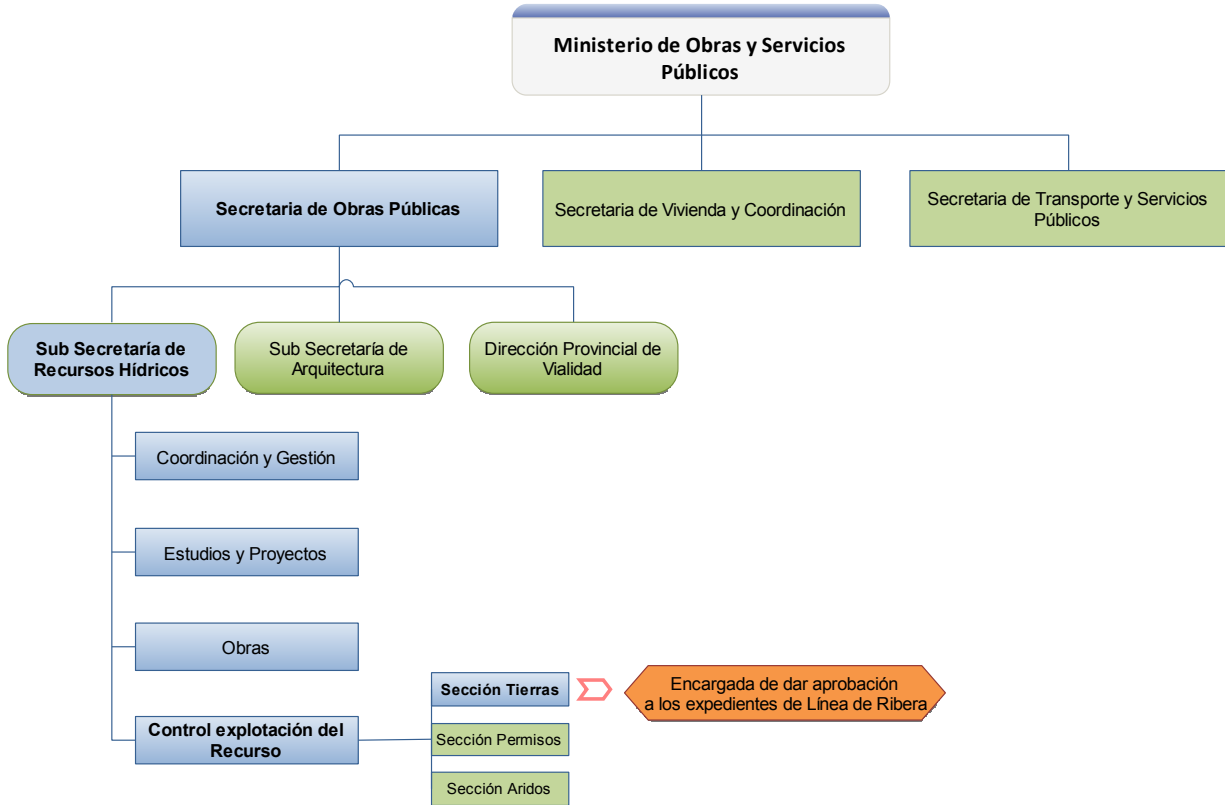 Ministerio de Obras y Servicios
Públicos
Secretaria de Obras Públicas
Secretaria de Vivienda y Coordinación
Secretaria de Transporte y Servicios
Públicos
Sub Secretaría de
Recursos Hídricos
Sub Secretaría de
Arquitectura
Dirección Provincial de
Vialidad
Coordinación y Gestión
Estudios y Proyectos
Obras
Control explotación del
Recurso
Sección Tierras
Encargada de dar aprobación
a los expedientes de Línea de Ribera
Sección Permisos
Sección Aridos